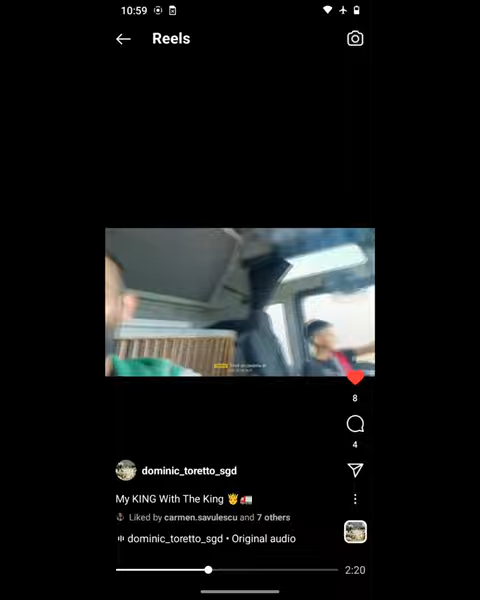 10:59
Reels
8
4
dominic_toretto_sgd
My KING With The King 🤴🚛
Liked by carmen.savulescu and 7 others
dominic_toretto_sgd • Original audio
2:20